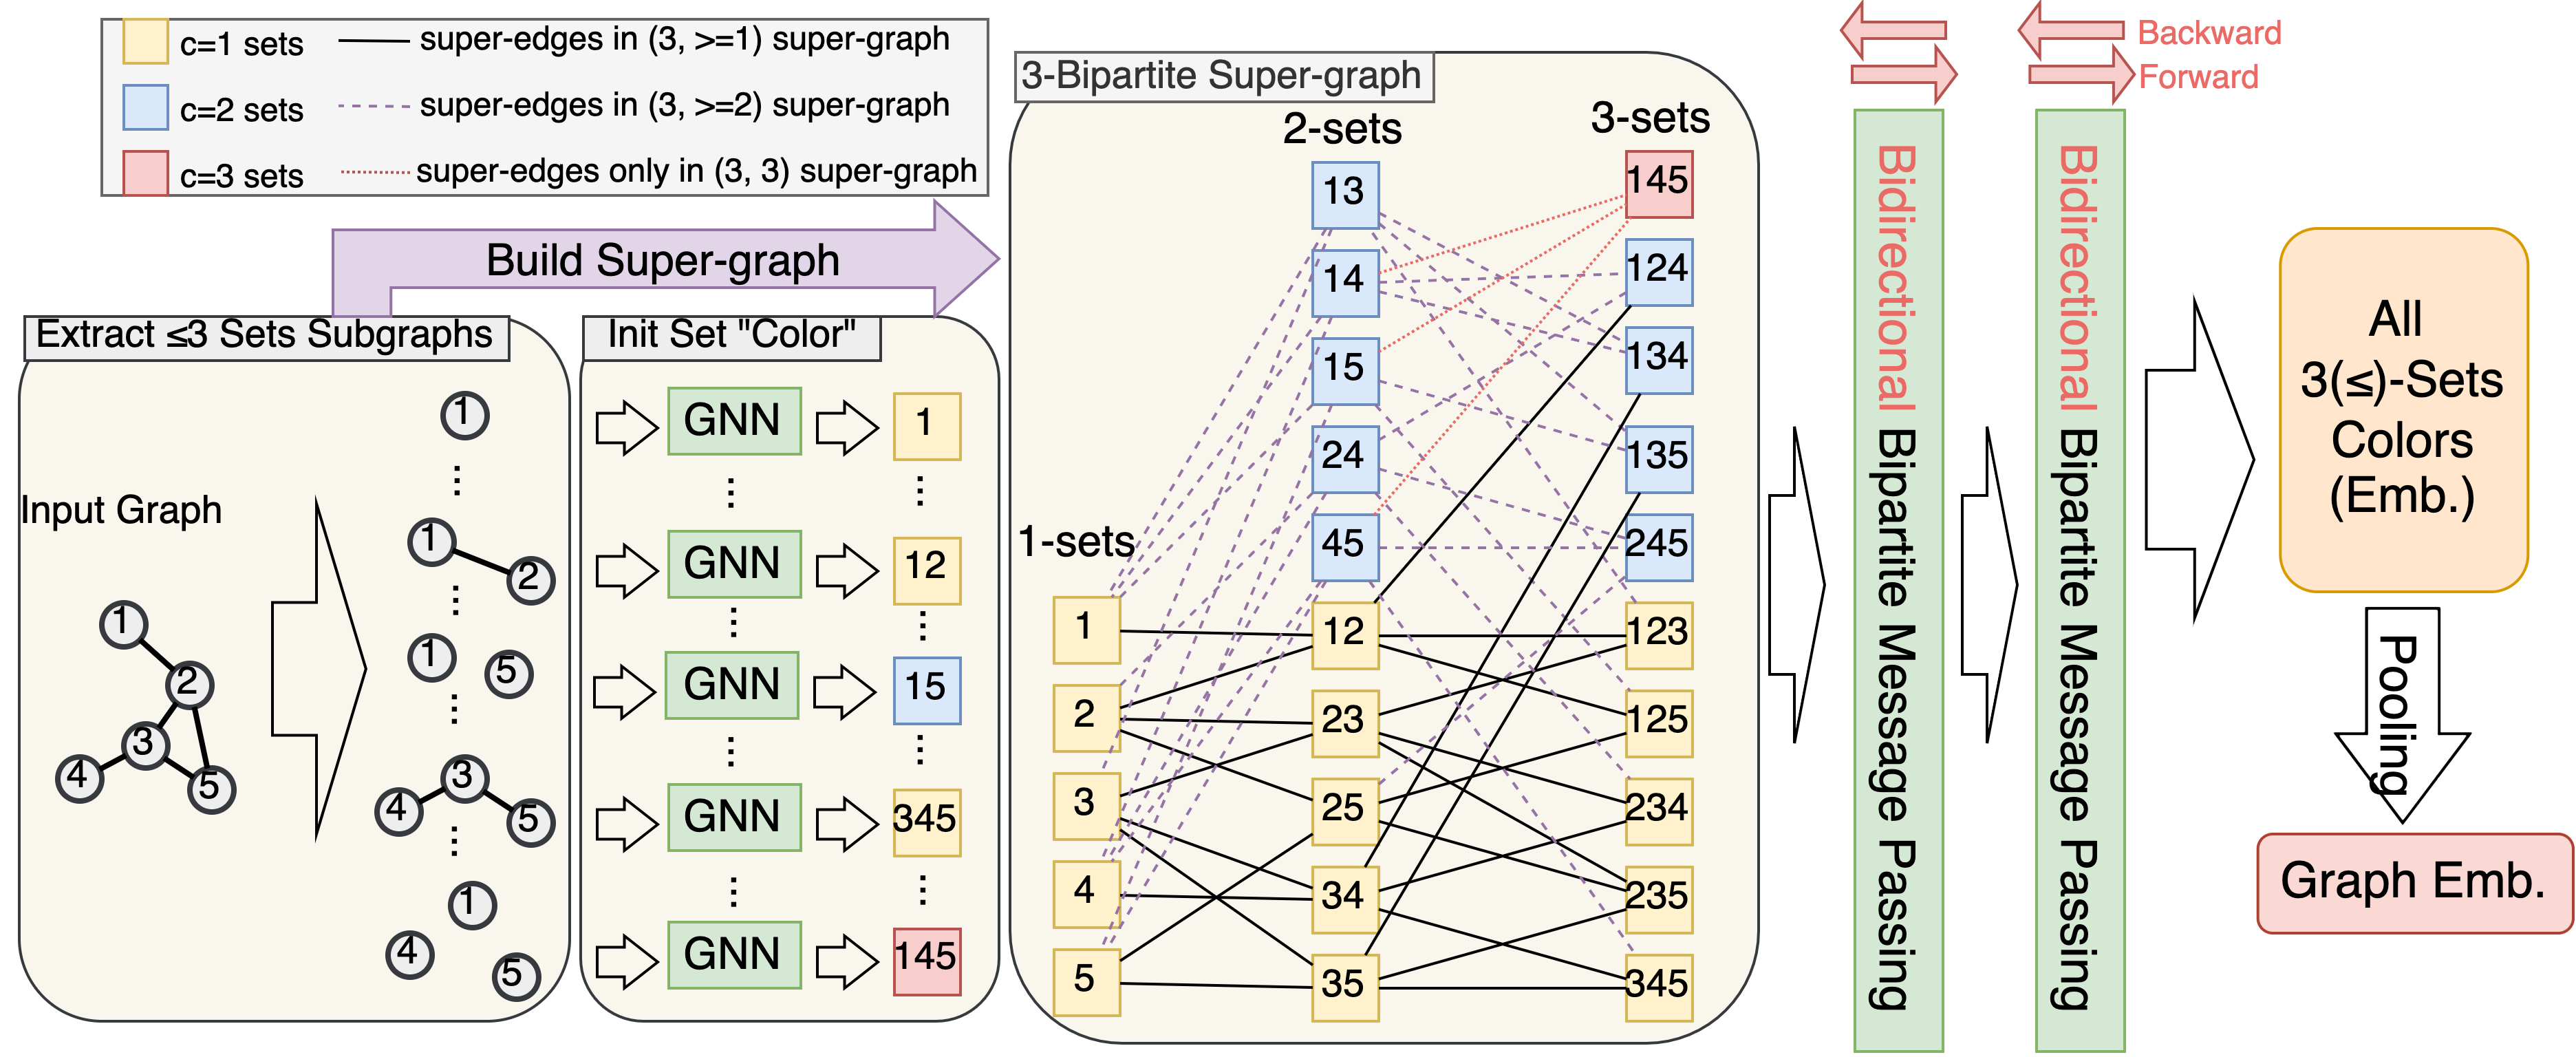 c=1 sets
super-edges in (3, >=1) super-graph
c=2 sets
super-edges in (3, >=2) super-graph
c=3 sets
super-edges only in (3, 3) super-graph
Build Super-graph
Extract ≤3 Sets Subgraphs
Input Graph
1
2
3
4
5
1
⋮
1
2
⋮
1
5
⋮
3
4
5
⋮
1
4
5
Init Set "Color"
GNN
1
⋮
⋮
GNN
12
⋮
⋮
GNN
15
⋮
⋮
GNN
345
⋮
⋮
GNN
145
3-Bipartite Super-graph
1-sets
1
2
3
4
5
2-sets
13
14
15
24
45
12
23
25
34
35
3-sets
145
124
134
135
245
123
125
234
235
345
Backward
Forward
Bidirectional Bipartite Message Passing
Bidirectional Bipartite Message Passing
All
3(≤)-Sets
Colors
(Emb.)
Pooling
Graph Emb.